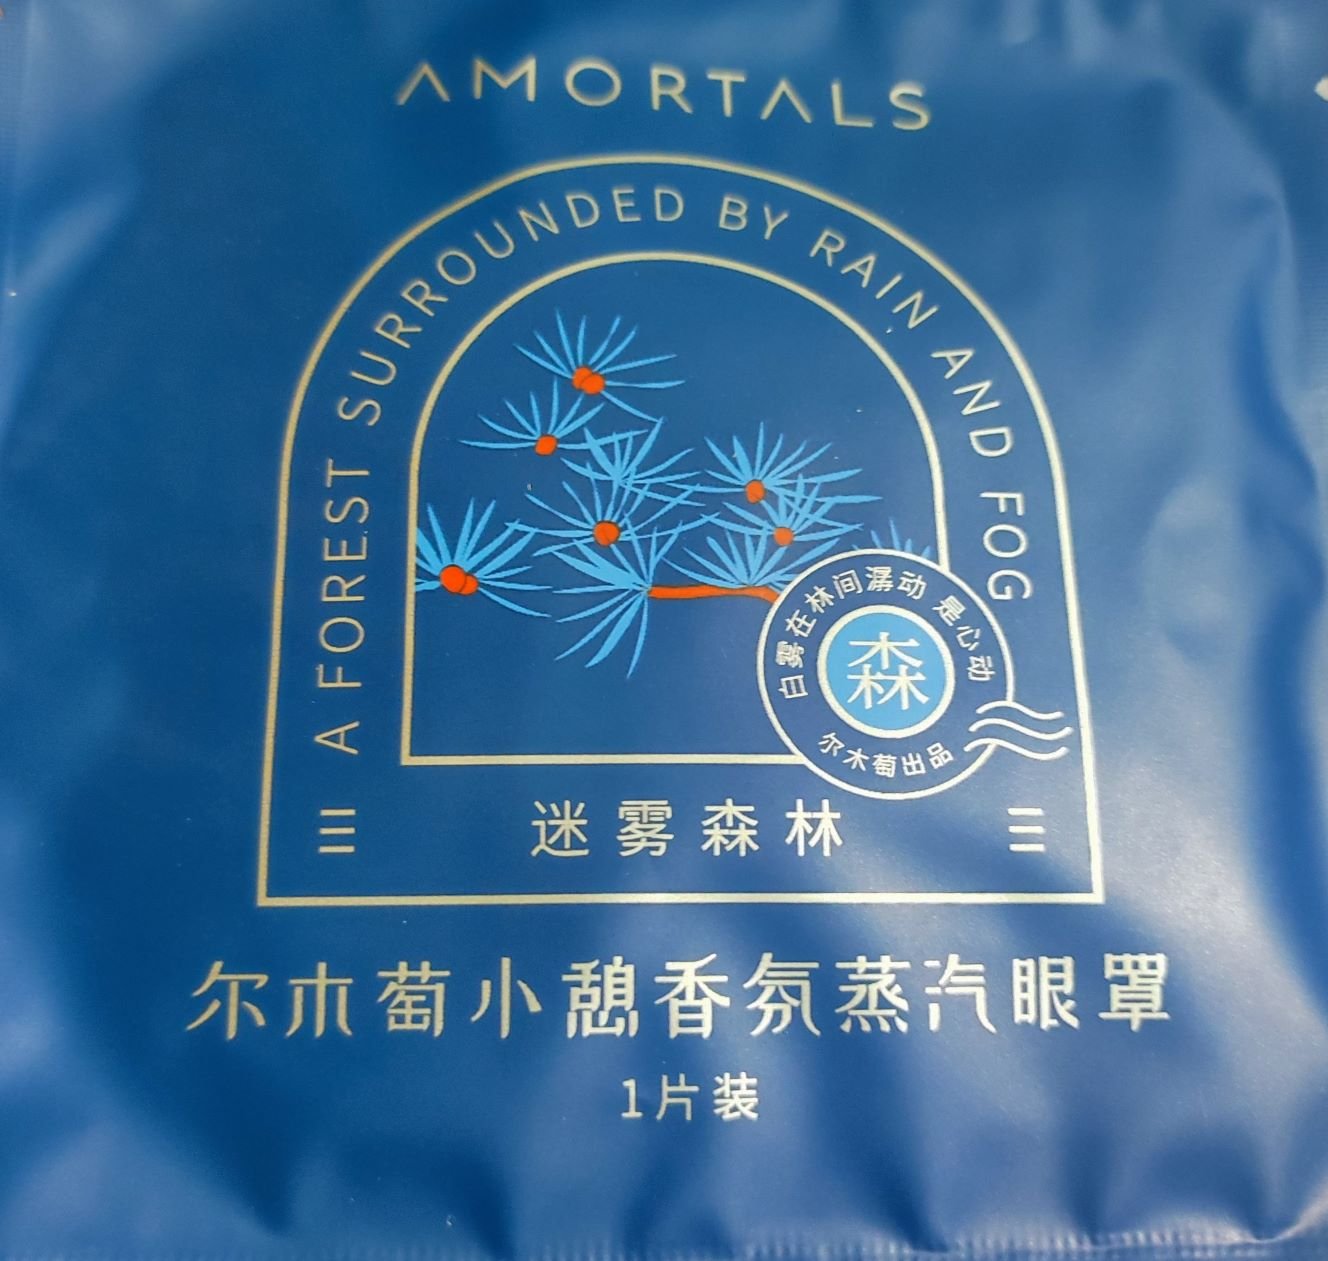 AMORTALS
A FOREST SURROUNDED BY RAIN AND FOG
白雾在林间潺动 是心动
森
尔木萄出品
迷雾森林
尔木萄小憩香氛蒸汽眼罩
1片装